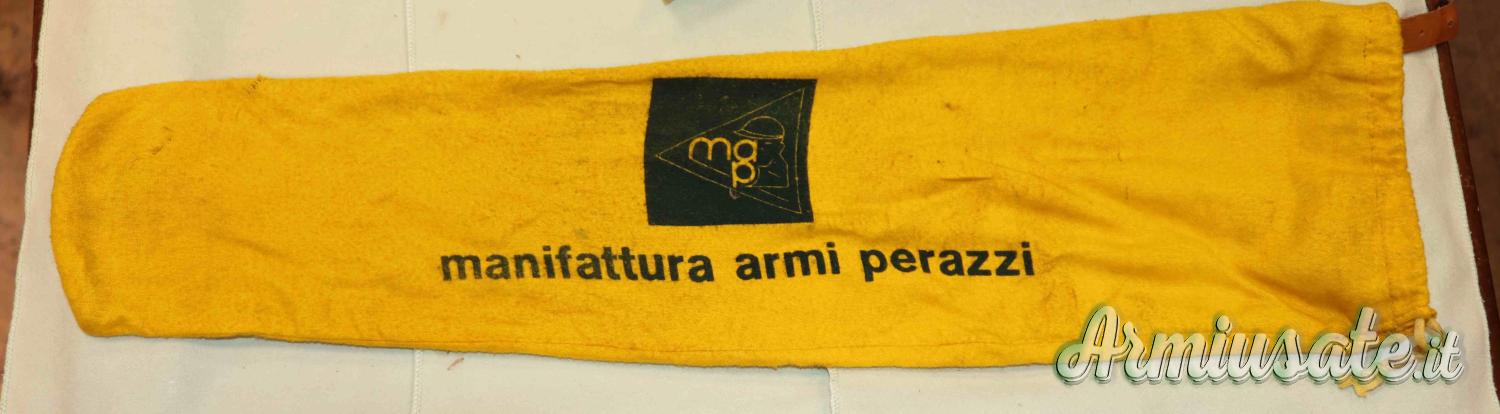 map
manifattura armi perazzi
Armiusate.it